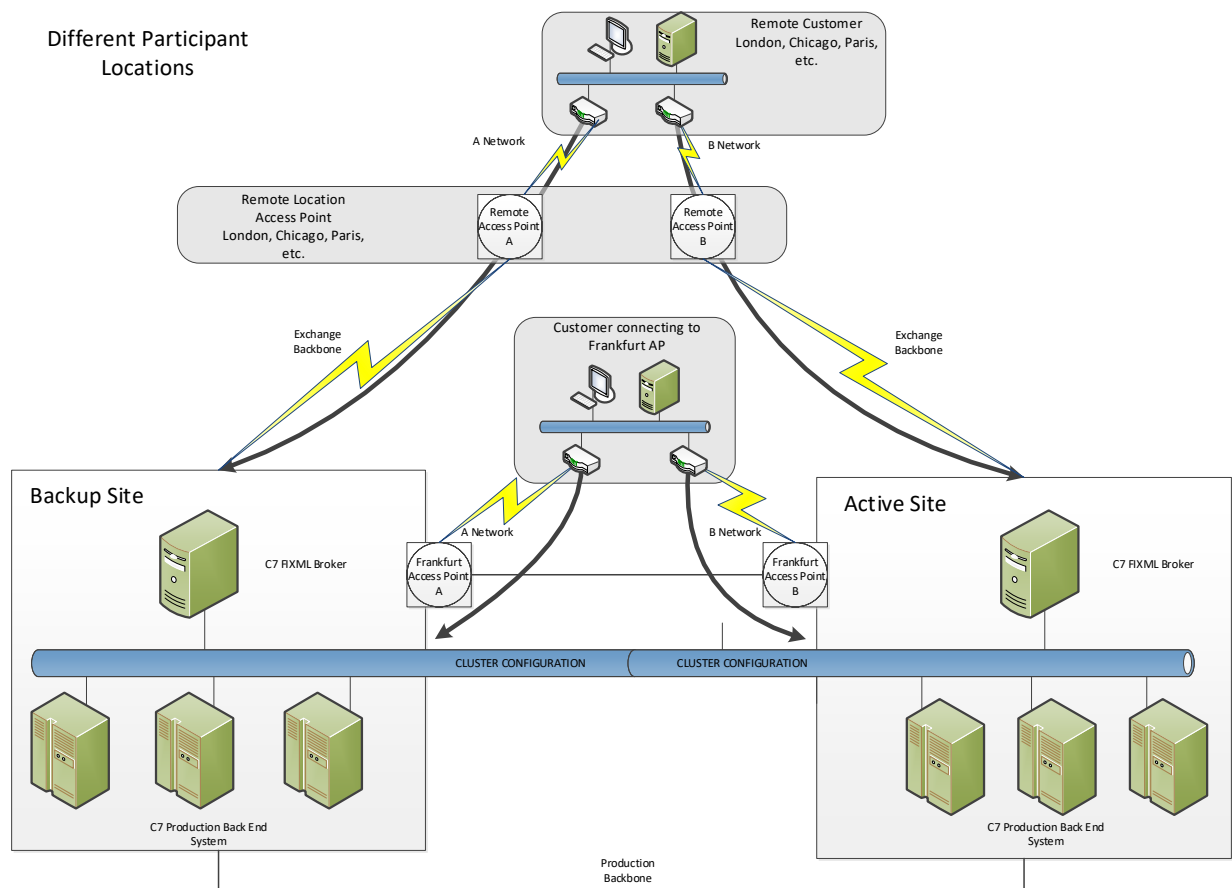 Different Participant
Locations
Remote Customer
London, Chicago, Paris,
etc.
A Network
B Network
Remote Location
Access Point
London, Chicago, Paris,
etc.
Remote
Access Point
A
Remote
Access Point
B
Exchange
Backbone
Customer connecting to
Frankfurt AP
Exchange
Backbone
Backup Site
Active Site
A Network
B Network
C7 FIXML Broker
Frankfurt
Access Point
A
Frankfurt
Access Point
B
C7 FIXML Broker
CLUSTER CONFIGURATION
CLUSTER CONFIGURATION
C7 Production Back End
System
C7 Production Back End
System
Production
Backbone